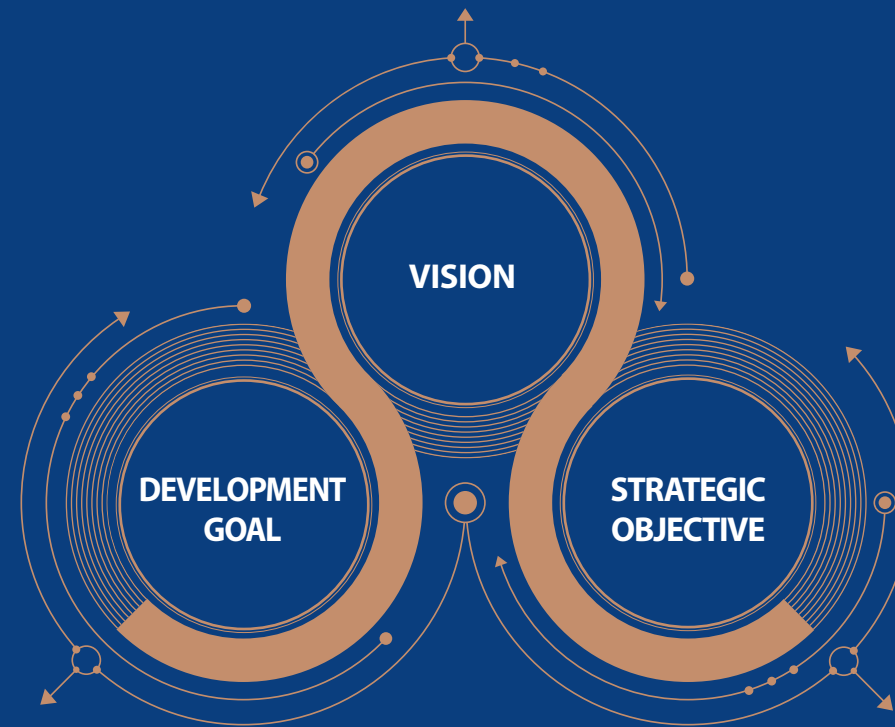 VISION
DEVELOPMENT
GOAL
STRATEGIC
OBJECTIVE